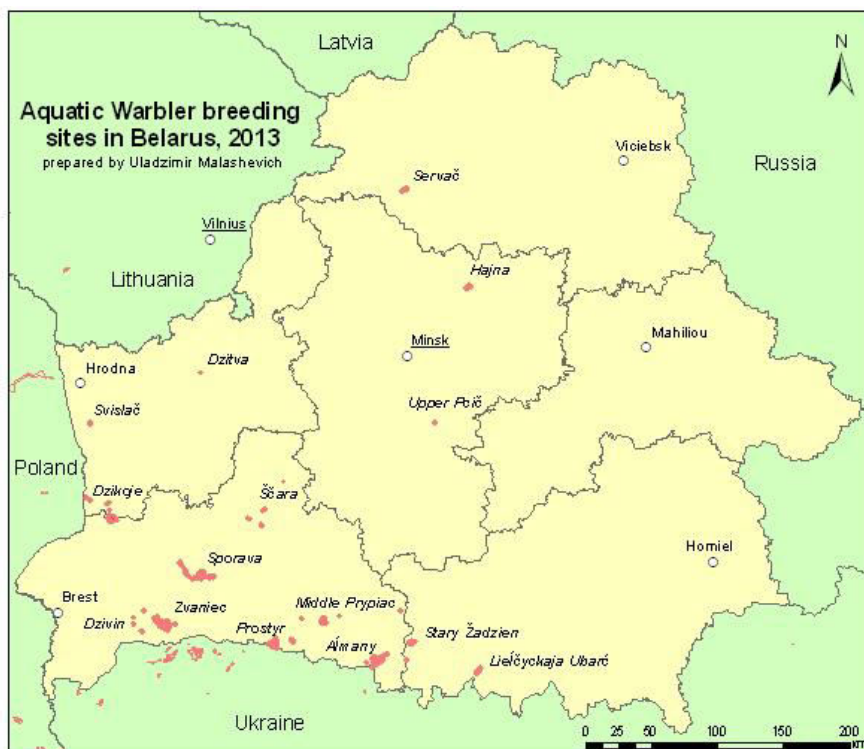 Latvia
N
Aquatic Warbler breeding
sites in Belarus, 2013
prepared by Uladzimir Malashevich
Viciebsk
Russia
Servač
Vilnius
Lithuania
Hajna
Mahiliou
Minsk
Dzitva
Hrodna
Svislač
Upper Pcič
Poland
Dzikoje
Ščara
Homiel
Sporava
Brest
Zvaniec
Middle Prypiac
Dzivin
Prostyr
Stary Žadzien
Aĺmany
Lieĺčyckaja Ubarć
Ukraine
0 25 50 100 150 200